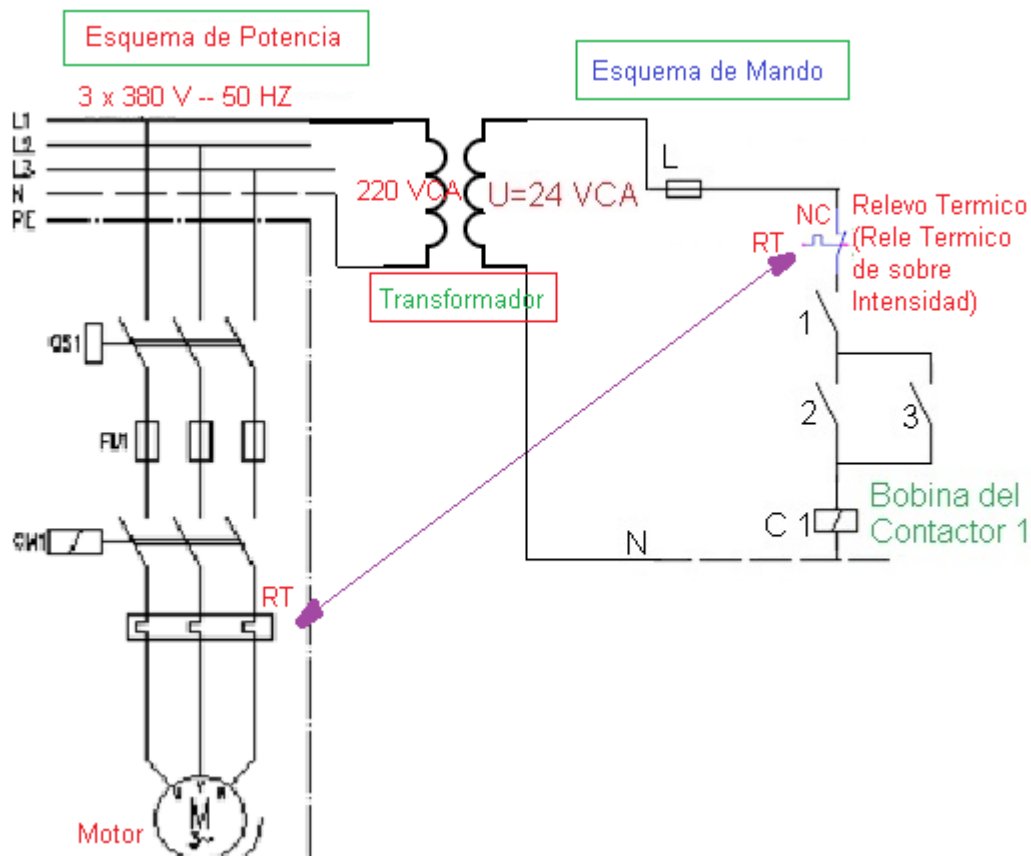 Esquema de Potencia
Esquema de Mando
3 x 380 V -- 50 HZ
L1
L2
L3
N
PE
220 VCA
U=24 VCA
Transformador
L
NC
RT
Relevo Termico
(Rele Termico
de sobre
Intensidad)
1
2
3
QS1
C 1
Bobina del
Contactor 1
N
RT
M
3~
Motor